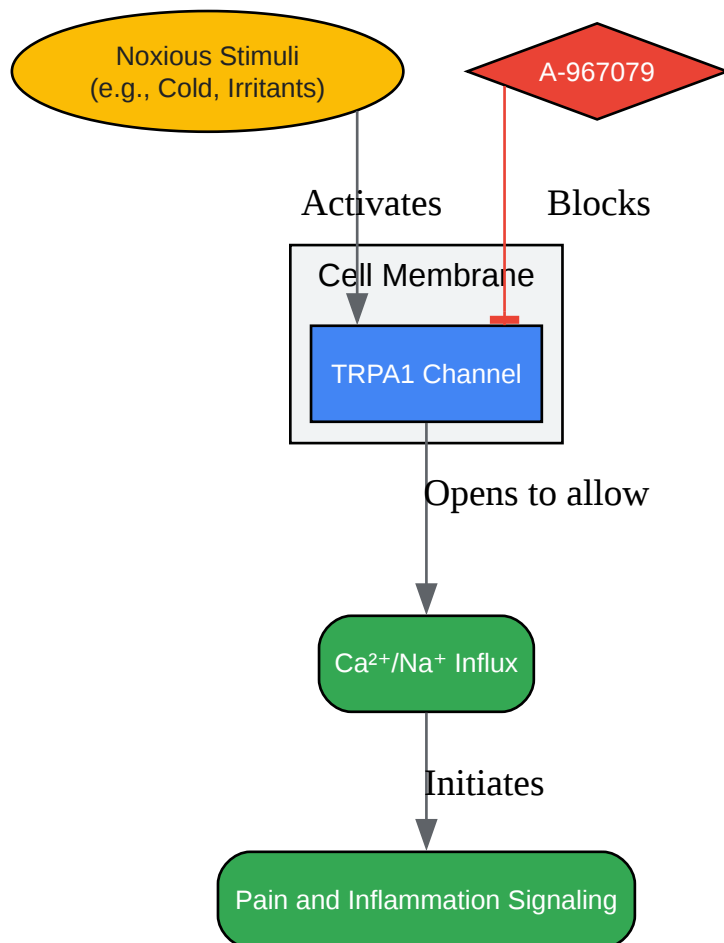 Noxious Stimuli
(e.g., Cold, Irritants)
A-967079
Activates
Blocks
Cell Membrane
TRPA1 Channel
Opens to allow
Ca²⁺/Na⁺ Influx
Initiates
Pain and Inflammation Signaling